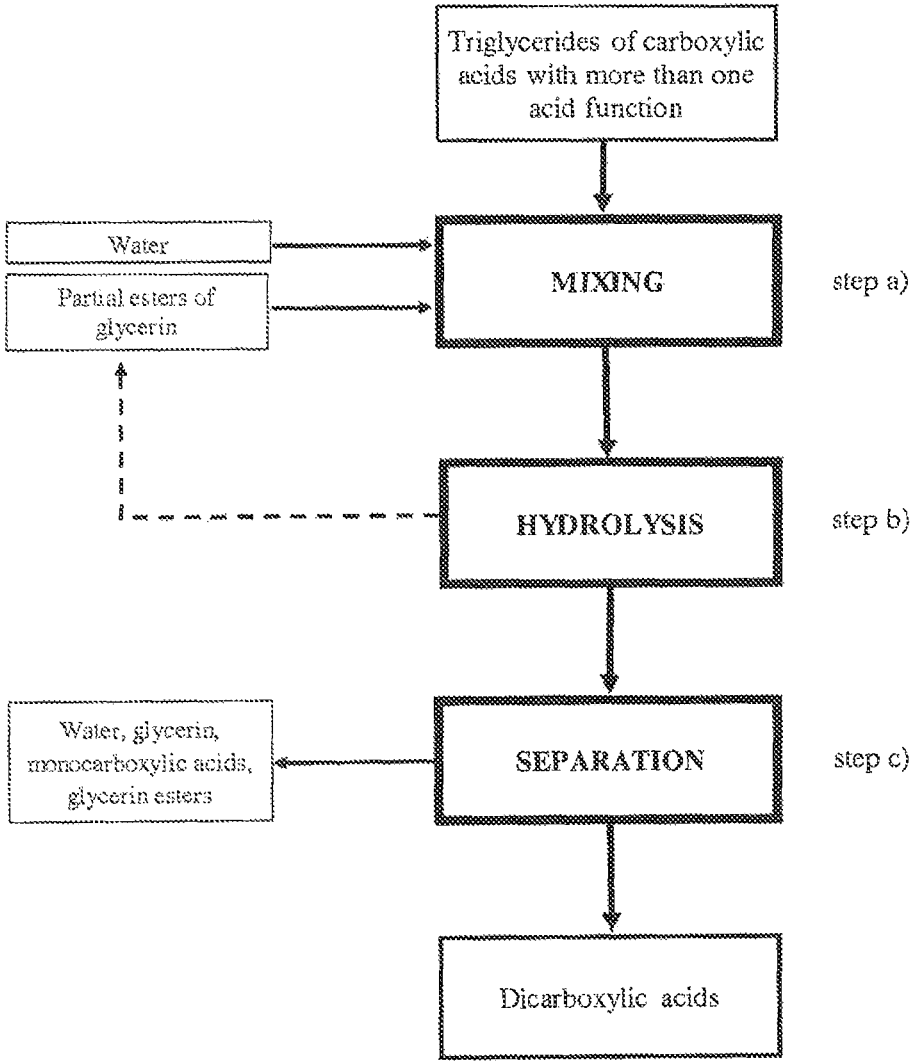 Triglycerides of carboxylic
acids with more than one
acid function
Water
MIXING
step a)
Partial esters of
glycerin
HYDROLYSIS
step b)
Water, glycerin,
monocarboxylic acids,
glycerin esters
SEPARATION
step c)
Dicarboxylic acids